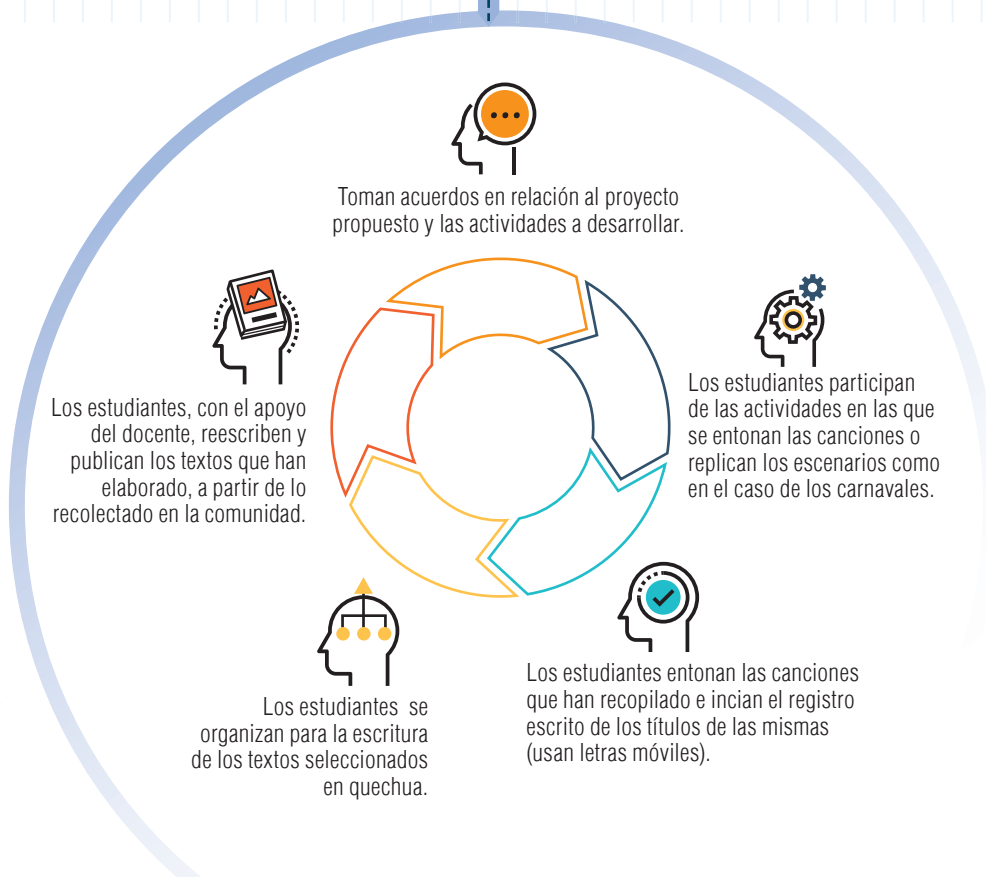 Toman acuerdos en relación al proyecto
propuesto y las actividades a desarrollar.
Los estudiantes participan
de las actividades en las que
se entonan las canciones o
replican los escenarios como
en el caso de los carnavales.
Los estudiantes entonan las canciones
que han recopilado e incian el registro
escrito de los títulos de las mismas
(usan letras móviles).
Los estudiantes se
organizan para la escritura
de los textos seleccionados
en quechua.
Los estudiantes, con el apoyo
del docente, reescriben y
publican los textos que han
elaborado, a partir de lo
recolectado en la comunidad.